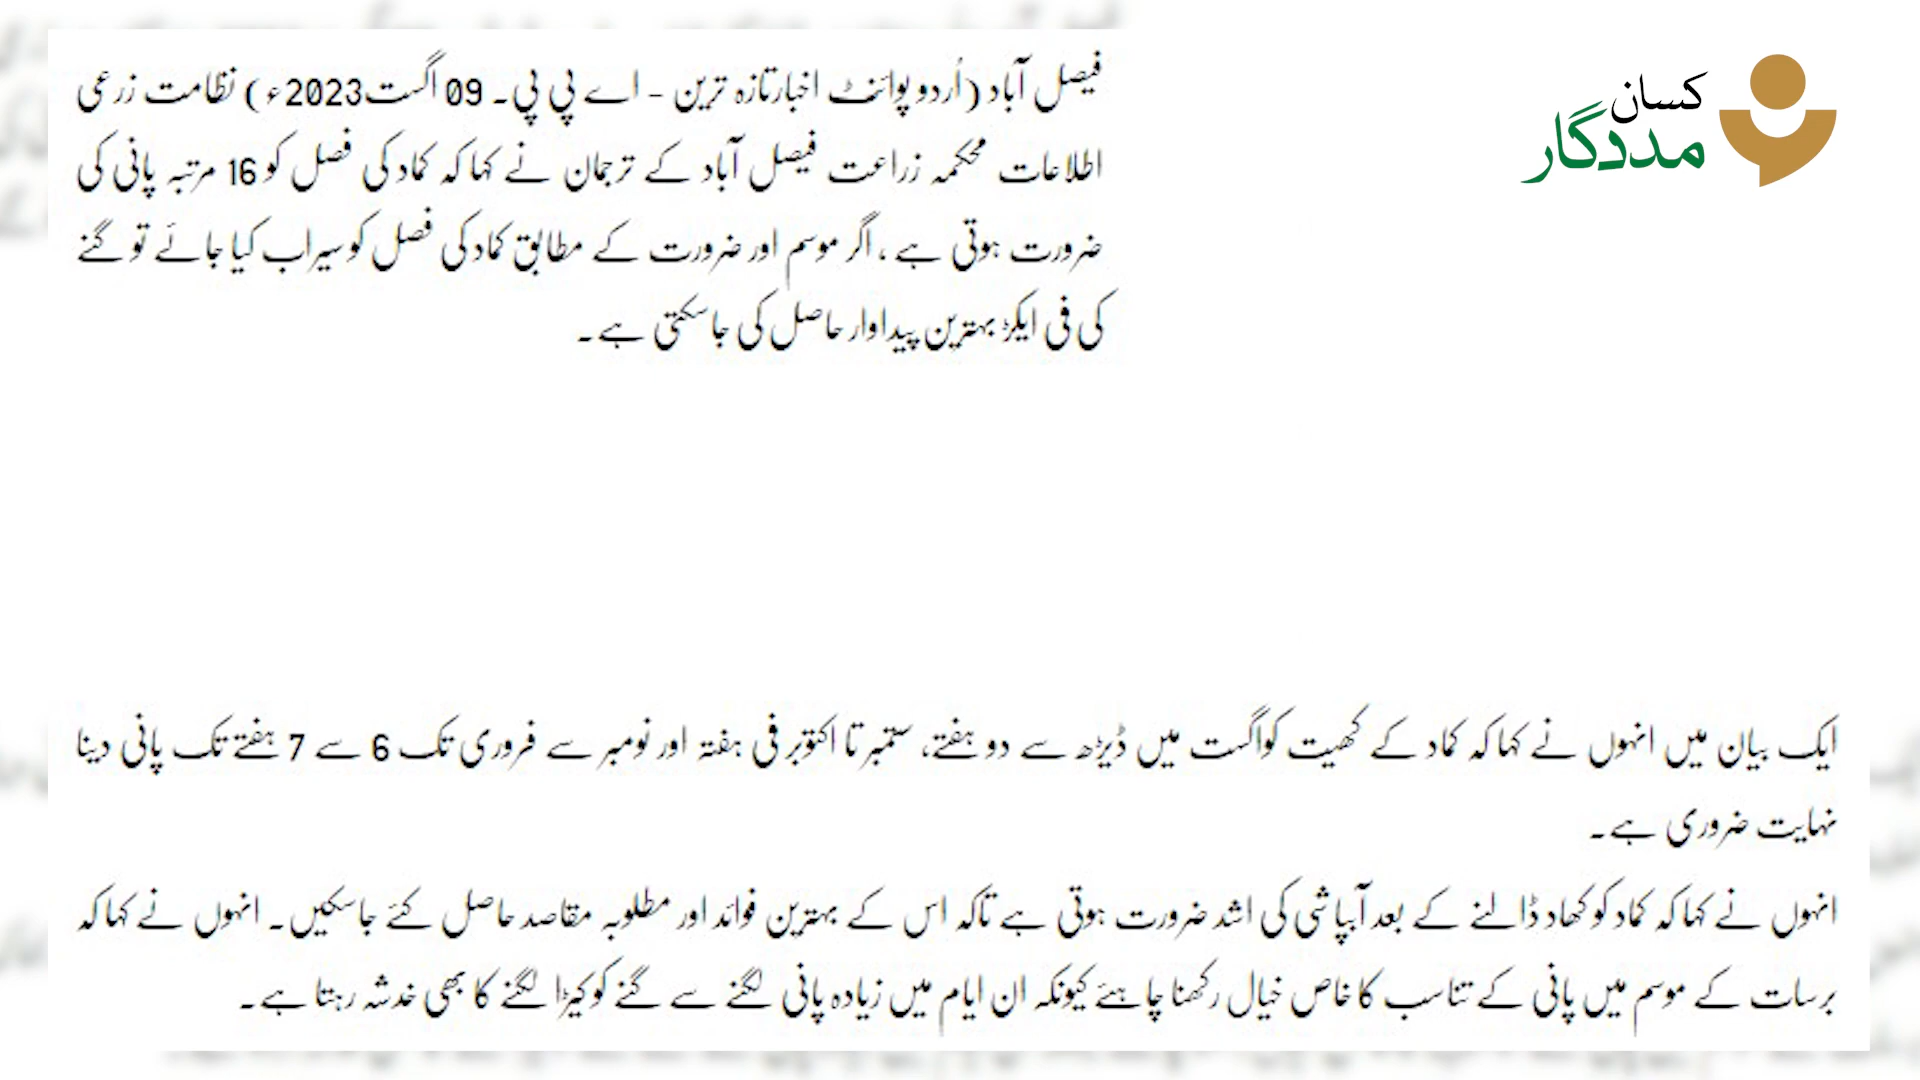 فیصل آباد (اُردو پوائنٹ اخبارتازہ ترین - اے پی پی۔ 09 اگست2023ء) نظامت زرعی
اطلاعات محکمہ زراعت فیصل آباد کے ترجمان نے کہا کہ کماد کی فصل کو 16 مرتبہ پانی کی
ضرورت ہوتی ہے ، اگر موسم اور ضرورت کے مطابق کماد کی فصل کو سیراب کیا جائے تو گنے
کی فی ایکڑ بہترین پیداوار حاصل کی جاسکتی ہے۔
کسان
مددگار
ایک بیان میں انہوں نے کہا کہ کماد کے کھیت کواگست میں ڈیڑھ سے دو ہفتے، ستمبر تا اکتوبر فی ہفتہ اور نومبر سے فروری تک 6 سے 7 ہفتے تک پانی دینا
نہایت ضروری ہے۔
انہوں نے کہا کہ کماد کو کھاد ڈالنے کے بعد آبپاشی کی اشد ضرورت ہوتی ہے تاکہ اس کے بہترین فوائد اور مطلوبہ مقاصد حاصل کئے جاسکیں۔ انہوں نے کہا کہ
برسات کے موسم میں پانی کے تناسب کا خاص خیال رکھنا چاہئے کیونکہ ان ایام میں زیادہ پانی لگنے سے گنے کو کیڑا لگنے کا بھی خدشہ رہتا ہے۔